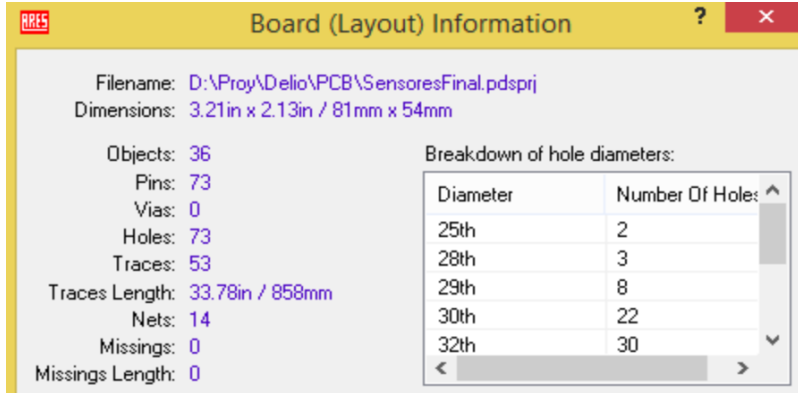 ARES Board (Layout) Information ? ×
Filename: D:\Proy\Delio\PCB\SensoresFinal.pdsprj
Dimensions: 3.21in x 2.13in / 81mm x 54mm
Objects: 36
Pins: 73
Vias: 0
Holes: 73
Traces: 53
Traces Length: 33.78in / 858mm
Nets: 14
Missings: 0
Missings Length: 0
Breakdown of hole diameters:
Diameter Number Of Holes
25th 2
28th 3
29th 8
30th 22
32th 30